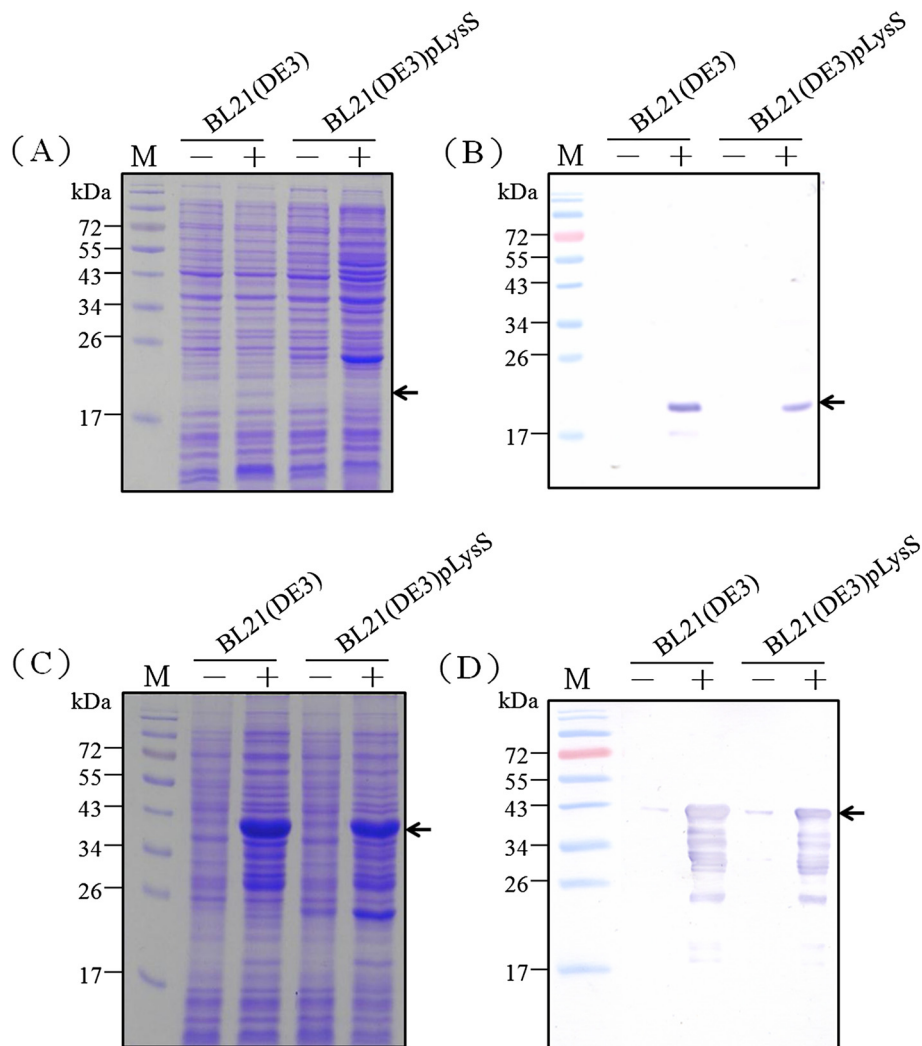 BL21(DE3)
BL21(DE3)pLysS
(A)
M − + − +
kDa
72
55
43
34
26
17
BL21(DE3)
BL21(DE3)pLysS
(B)
M − + − +
kDa
72
55
43
34
26
17
BL21(DE3)
BL21(DE3)pLysS
(C)
M − + − +
kDa
72
55
43
34
26
17
BL21(DE3)
BL21(DE3)pLysS
(D)
M − + − +
kDa
72
55
43
34
26
17